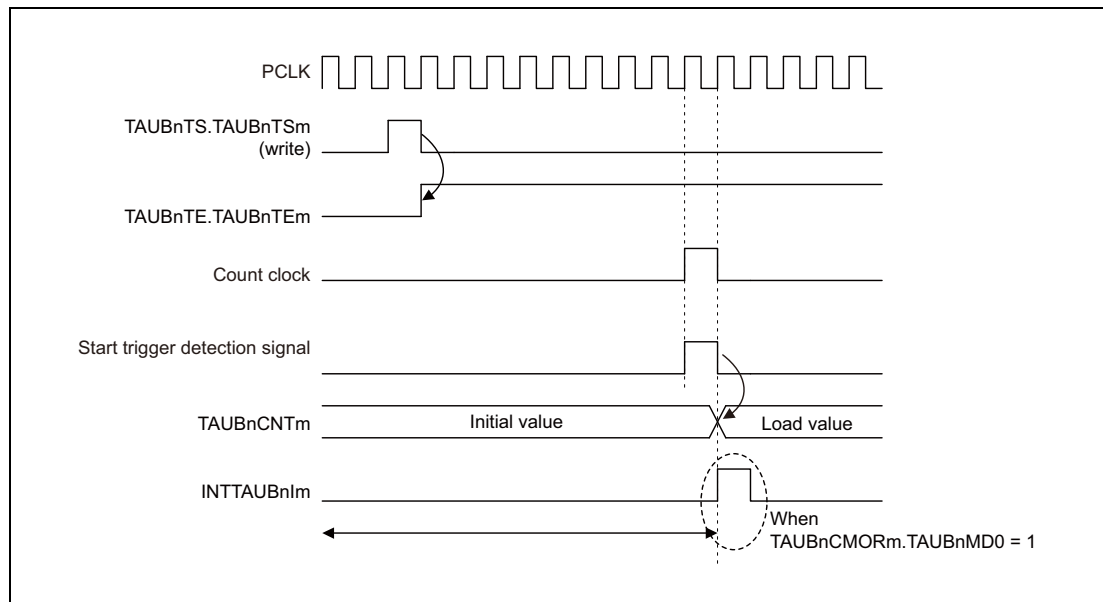 PCLK
TAUBnTS.TAUBnTSm
(write)
TAUBnTE.TAUBnTEm
Count clock
Start trigger detection signal
TAUBnCNTm
Initial value
Load value
INTTAUBnIm
When
TAUBnCMORm.TAUBnMD0 = 1